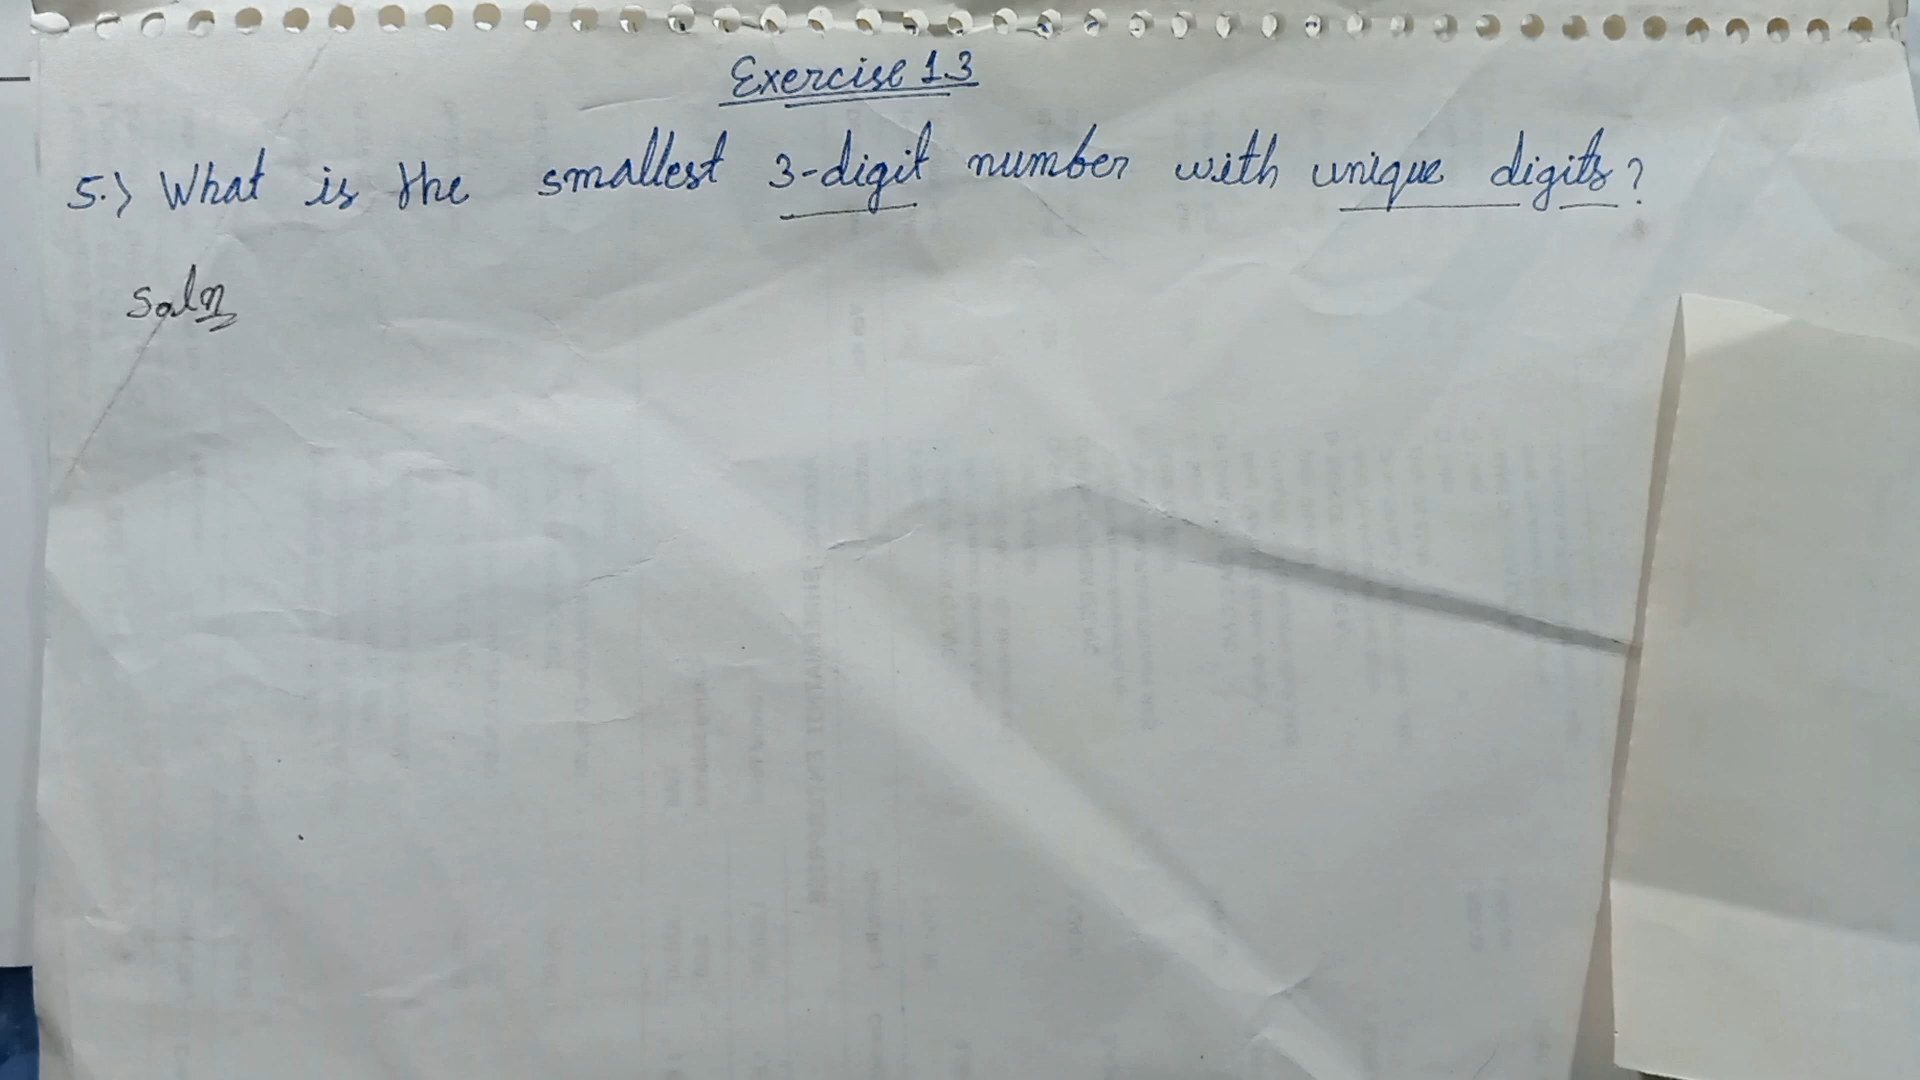 Exercise 1.3
5.) What is the smallest 3-digit number with unique digits?
Soln